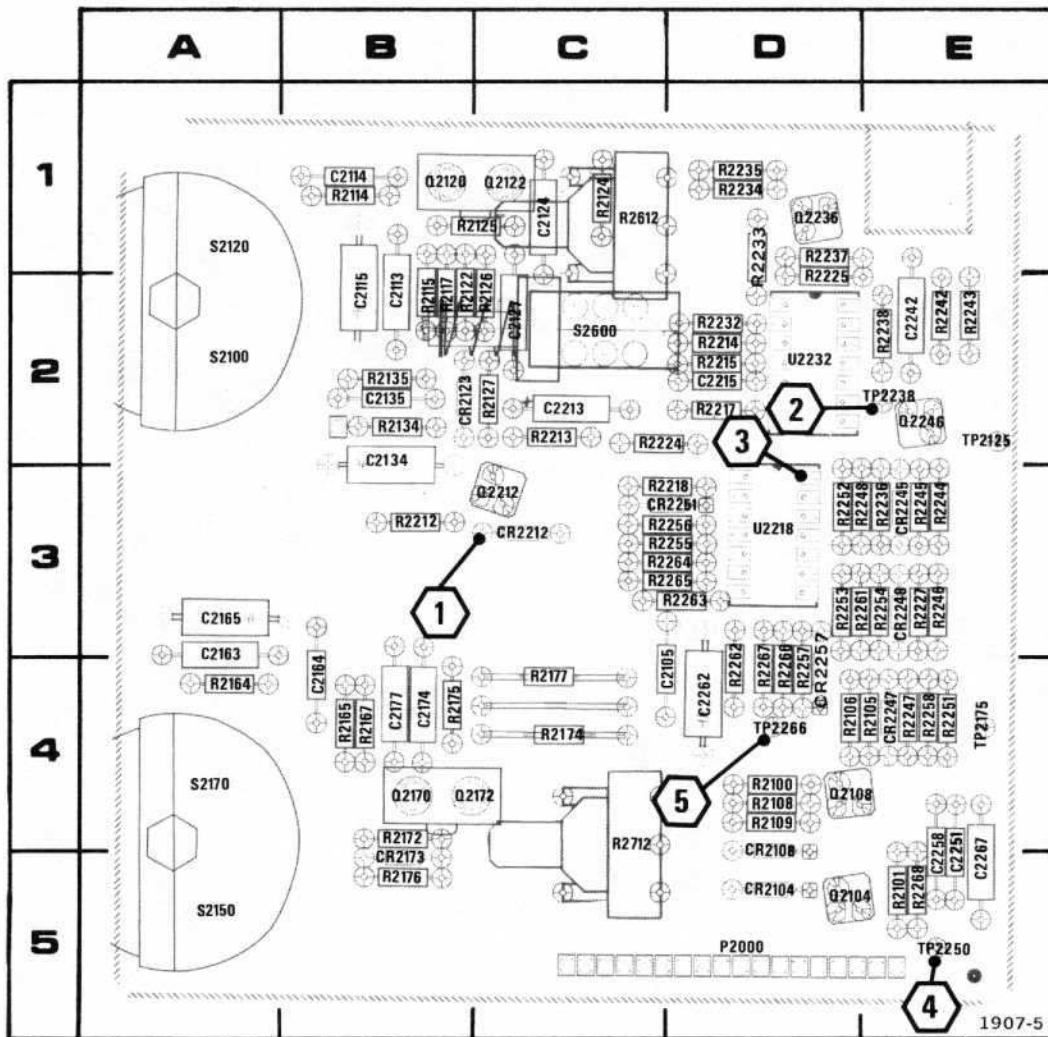 A B C D E
1
C2114 Q2120 Q2122 R2124 R2235
R2114 C2124 R2612 R2234
R2125 Q2236
S2120 R2233 R2237
R2225
C2115 C2113 R2115 R2117 R2122 R2126 C2127 S2600 R2238 C2242 R2242 R2243
R2232
2
S2100 R2214 U2232
R2215
R2135 CR2123 R2127 C2215
C2135 C2213 R2217 2 TP2238
R2134 R2213 R2224 3 Q2246 TP2125
C2134
Q2212 R2218 R2252 R2248 R2236 CR2245 R2245 R2244
CR2251
R2212 CR2212 R2256 U2218
3
R2255
R2264
R2265
1 R2263 R2253 R2261 R2254 CR2248 R2227 R2246
C2165
C2163 C2164 C2105 R2262 R2267 R2266 R2257 CR2257
R2164 R2177 C2262
R2165 R2167 C2177 C2174 R2175 R2106 R2105 CR2247 R2247 R2258 R2251 TP2175
4
R2174 TP2266
S2170 Q2170 Q2172 5 R2100 Q2108
R2108
R2109
R2172 R2712 C2258 C2251 C2267
CR2173 CR2108
R2176 CR2104 Q2104 R2101 R2268
S2150
5
P2000 TP2250
4
1907-5